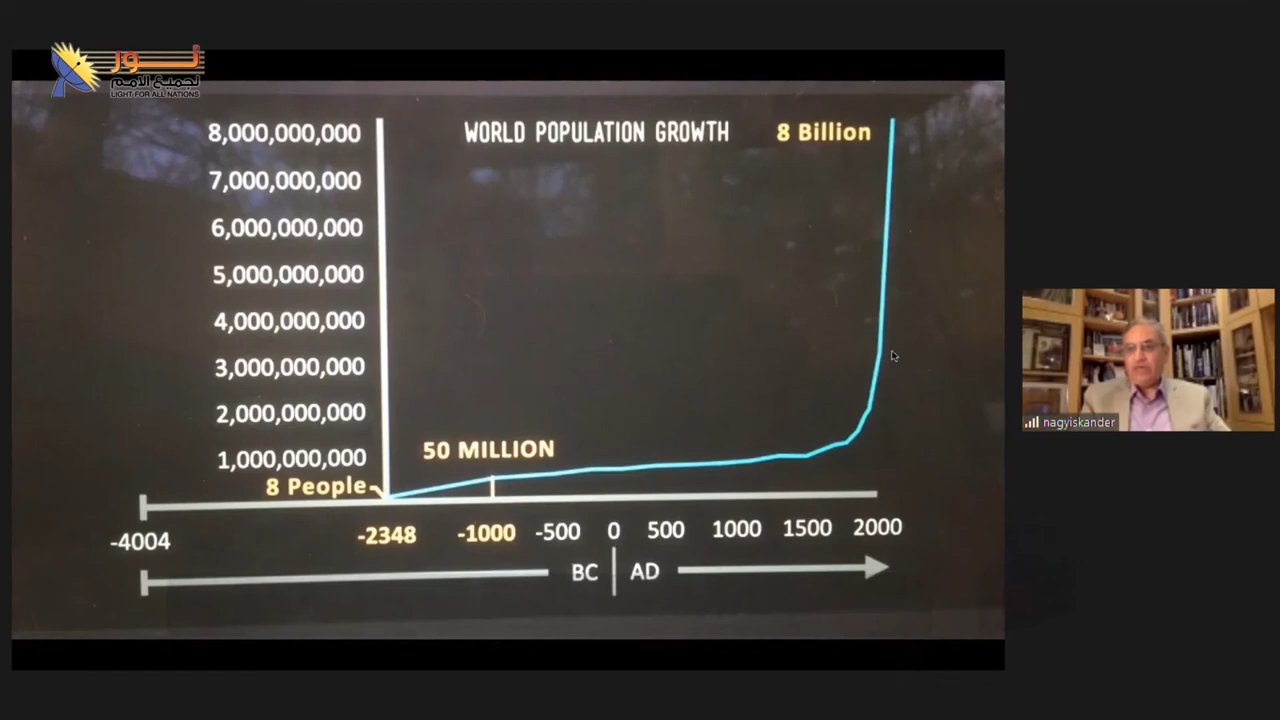 نور
لجميع الأمم
LIGHT FOR ALL NATIONS
WORLD POPULATION GROWTH
8 Billion
8,000,000,000
7,000,000,000
6,000,000,000
5,000,000,000
4,000,000,000
3,000,000,000
2,000,000,000
1,000,000,000
50 MILLION
8 People
-4004 -2348 -1000 -500 0 500 1000 1500 2000
BC AD
nagyiskander